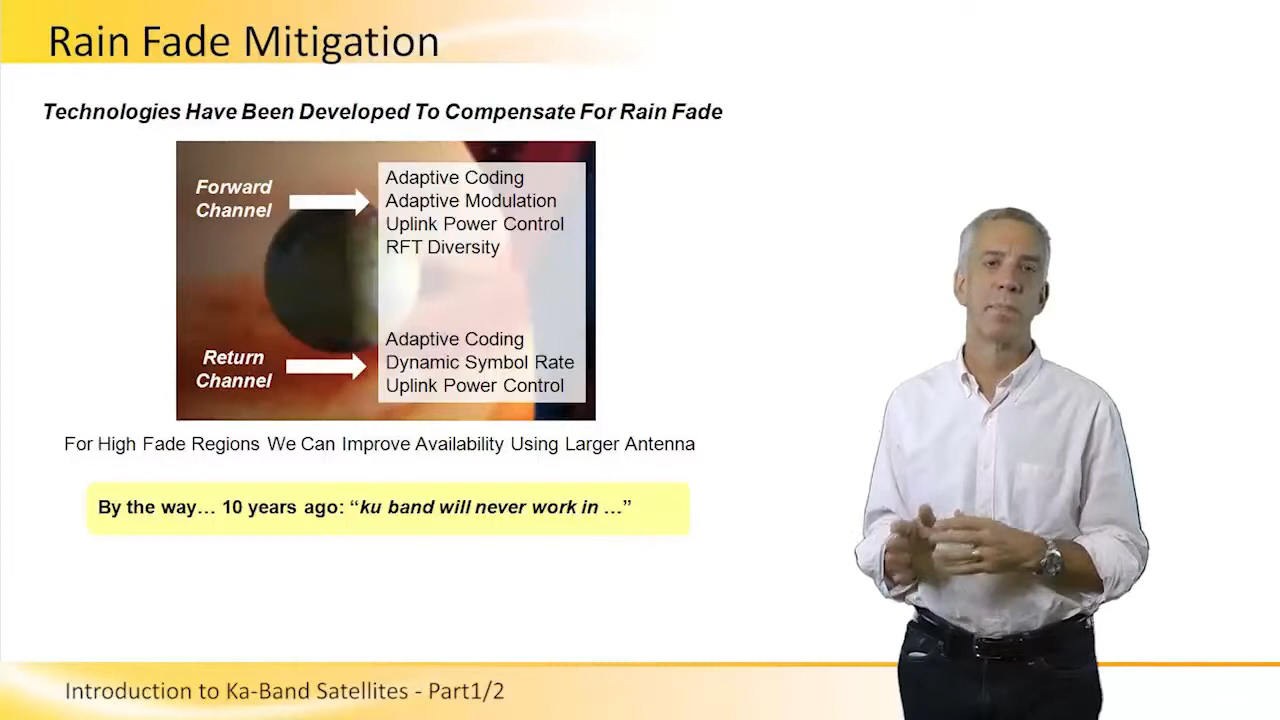 Rain Fade Mitigation
Technologies Have Been Developed To Compensate For Rain Fade
Forward
Channel
Adaptive Coding
Adaptive Modulation
Uplink Power Control
RFT Diversity
Return
Channel
Adaptive Coding
Dynamic Symbol Rate
Uplink Power Control
For High Fade Regions We Can Improve Availability Using Larger Antenna
By the way… 10 years ago: “ku band will never work in …”
Introduction to Ka-Band Satellites - Part1/2